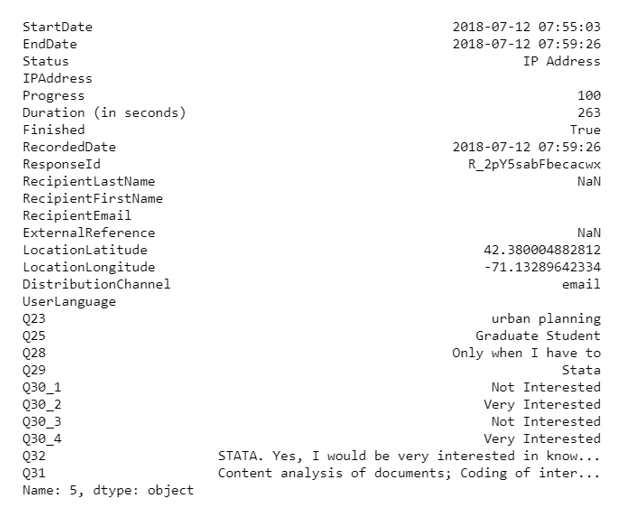 StartDate 2018-07-12 07:55:03
EndDate 2018-07-12 07:59:26
Status IP Address
IPAddress
Progress 100
Duration (in seconds) 263
Finished True
RecordedDate 2018-07-12 07:59:26
ResponseId R_2pY5sabFbecacwx
RecipientLastName NaN
RecipientFirstName
RecipientEmail
ExternalReference NaN
LocationLatitude 42.380004882812
LocationLongitude -71.13289642334
DistributionChannel email
UserLanguage
Q23 urban planning
Q25 Graduate Student
Q28 Only when I have to
Q29 Stata
Q30_1 Not Interested
Q30_2 Very Interested
Q30_3 Not Interested
Q30_4 Very Interested
Q32 STATA. Yes, I would be very interested in know...
Q31 Content analysis of documents; Coding of inter...
Name: 5, dtype: object